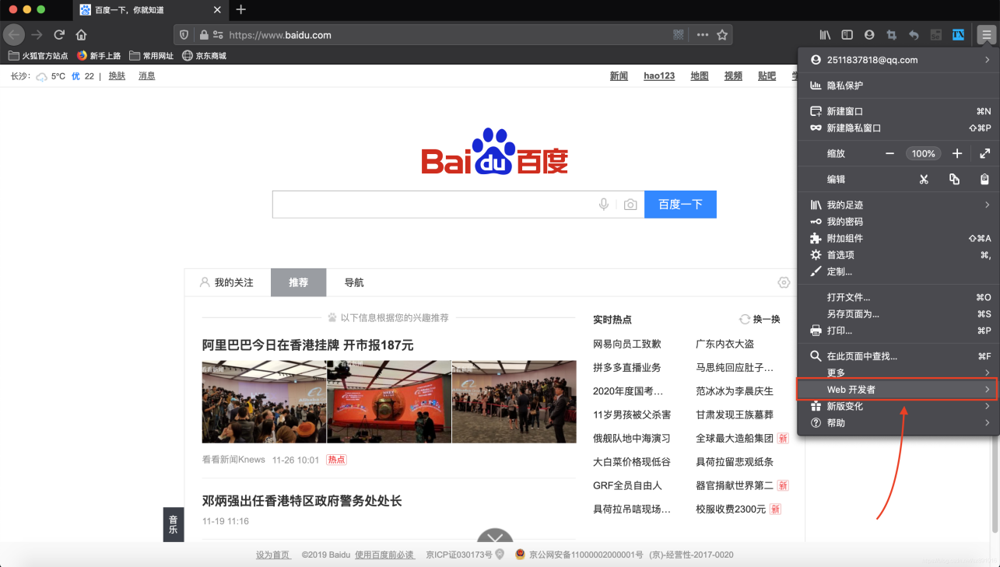 百度一下，你就知道
https://www.baidu.com
火狐官方站点 新手上路 常用网址 京东商城
长沙： 5°C 优 22 | 换肤 消息
新闻 hao123 地图 视频 贴吧
Bai du 百度
百度一下
我的关注 推荐 导航
以下信息根据您的兴趣推荐
阿里巴巴今日在香港挂牌 开市报187元
看看新闻Knews 11-26 10:01 热点
邓炳强出任香港特区政府警务处处长
11-19 11:16
音乐
实时热点 换一换
网易向员工致歉 广东内衣大盗
拼多多直播业务 马思纯回应肚子...
2020年度国考... 范冰冰为李晨庆生
11岁男孩被父杀害 甘肃发现王族墓葬
俄舰队地中海演习 全球最大造船集团 新
大白菜价格现低谷 具荷拉留悲观纸条
GRF全员自由人 器官捐献世界第二 新
具荷拉吊唁现场... 校服收费2300元 新
设为首页 ©2019 Baidu 使用百度前必读 京ICP证030173号 京公网安备11000002000001号 (京)-经营性-2017-0020
2511837818@qq.com
隐私保护
新建窗口 ⌘N
新建隐私窗口 ⇧⌘P
缩放 − 100% +
编辑
我的足迹
我的密码
附加组件 ⇧⌘A
首选项 ⌘,
定制...
打开文件... ⌘O
另存页面为... ⌘S
打印... ⌘P
在此页面中查找... ⌘F
更多
Web 开发者
新版变化
帮助